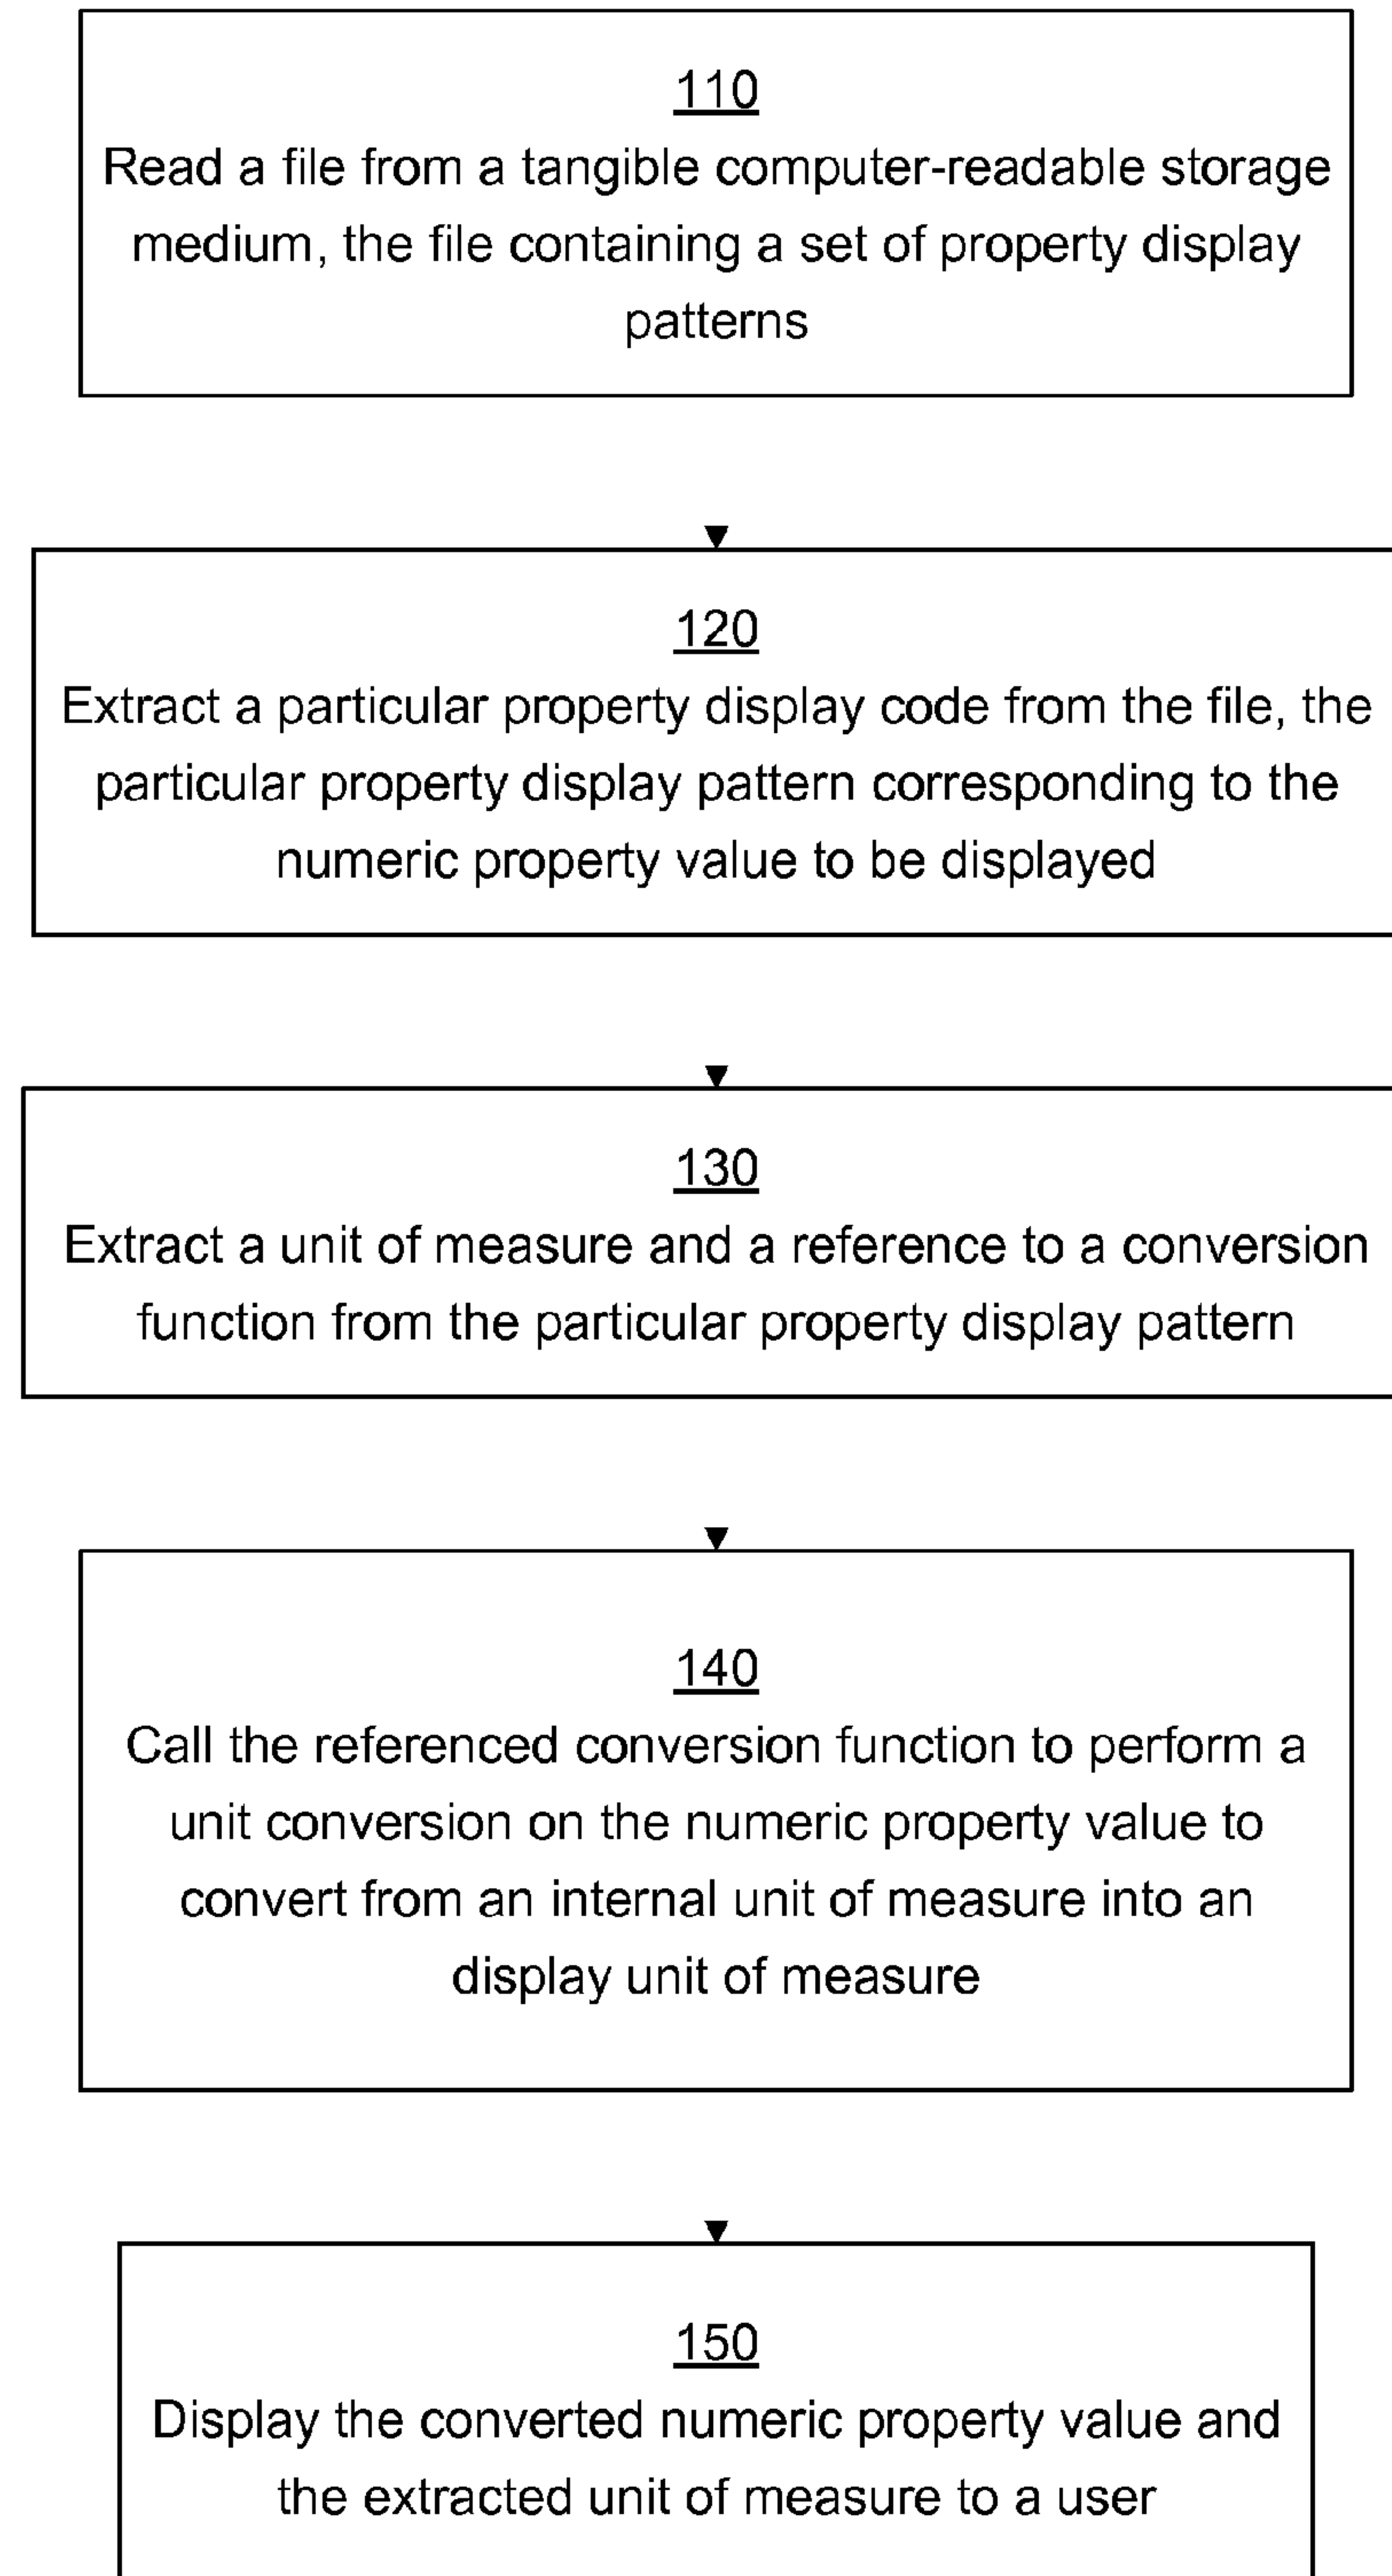 110
Read a file from a tangible computer-readable storage
medium, the file containing a set of property display
patterns
120
Extract a particular property display code from the file, the
particular property display pattern corresponding to the
numeric property value to be displayed
130
Extract a unit of measure and a reference to a conversion
function from the particular property display pattern
140
Call the referenced conversion function to perform a
unit conversion on the numeric property value to
convert from an internal unit of measure into an
display unit of measure
150
Display the converted numeric property value and
the extracted unit of measure to a user